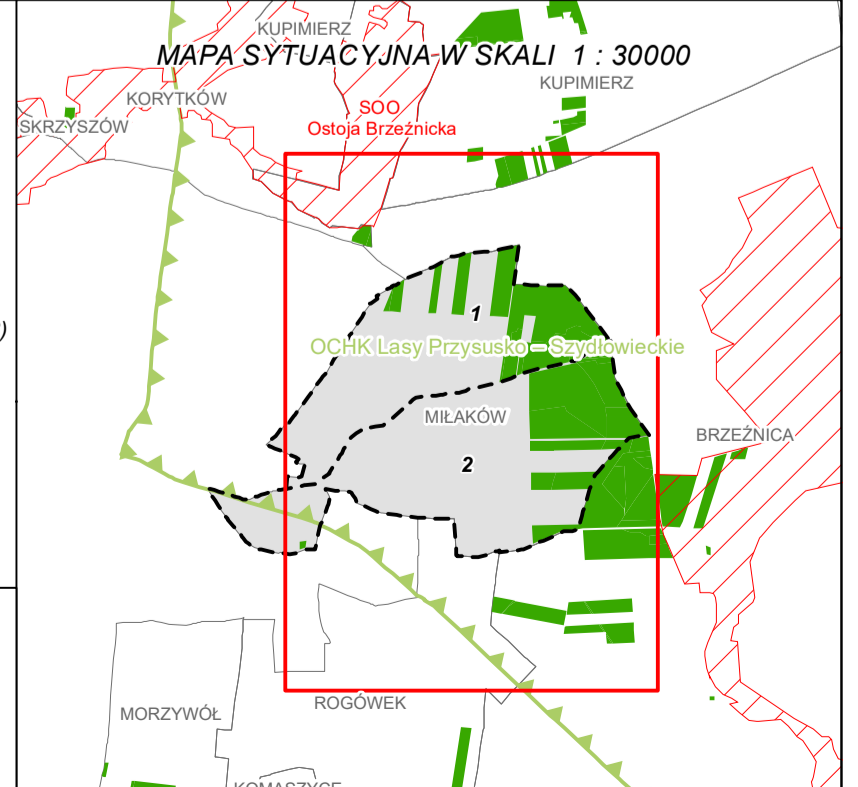 KUPIMIERZ
MAPA SYTUACYJNA W SKALI 1 : 30000
KUPIMIERZ
KORYTKÓW
SOO
Ostoja Brzeźnicka
SKRZYSZÓW
1
OCHK Lasy Przysusko – Szydłowieckie
MIŁAKÓW
BRZEŹNICA
2
ROGÓWEK
MORZYWÓŁ
KOMASZYCE